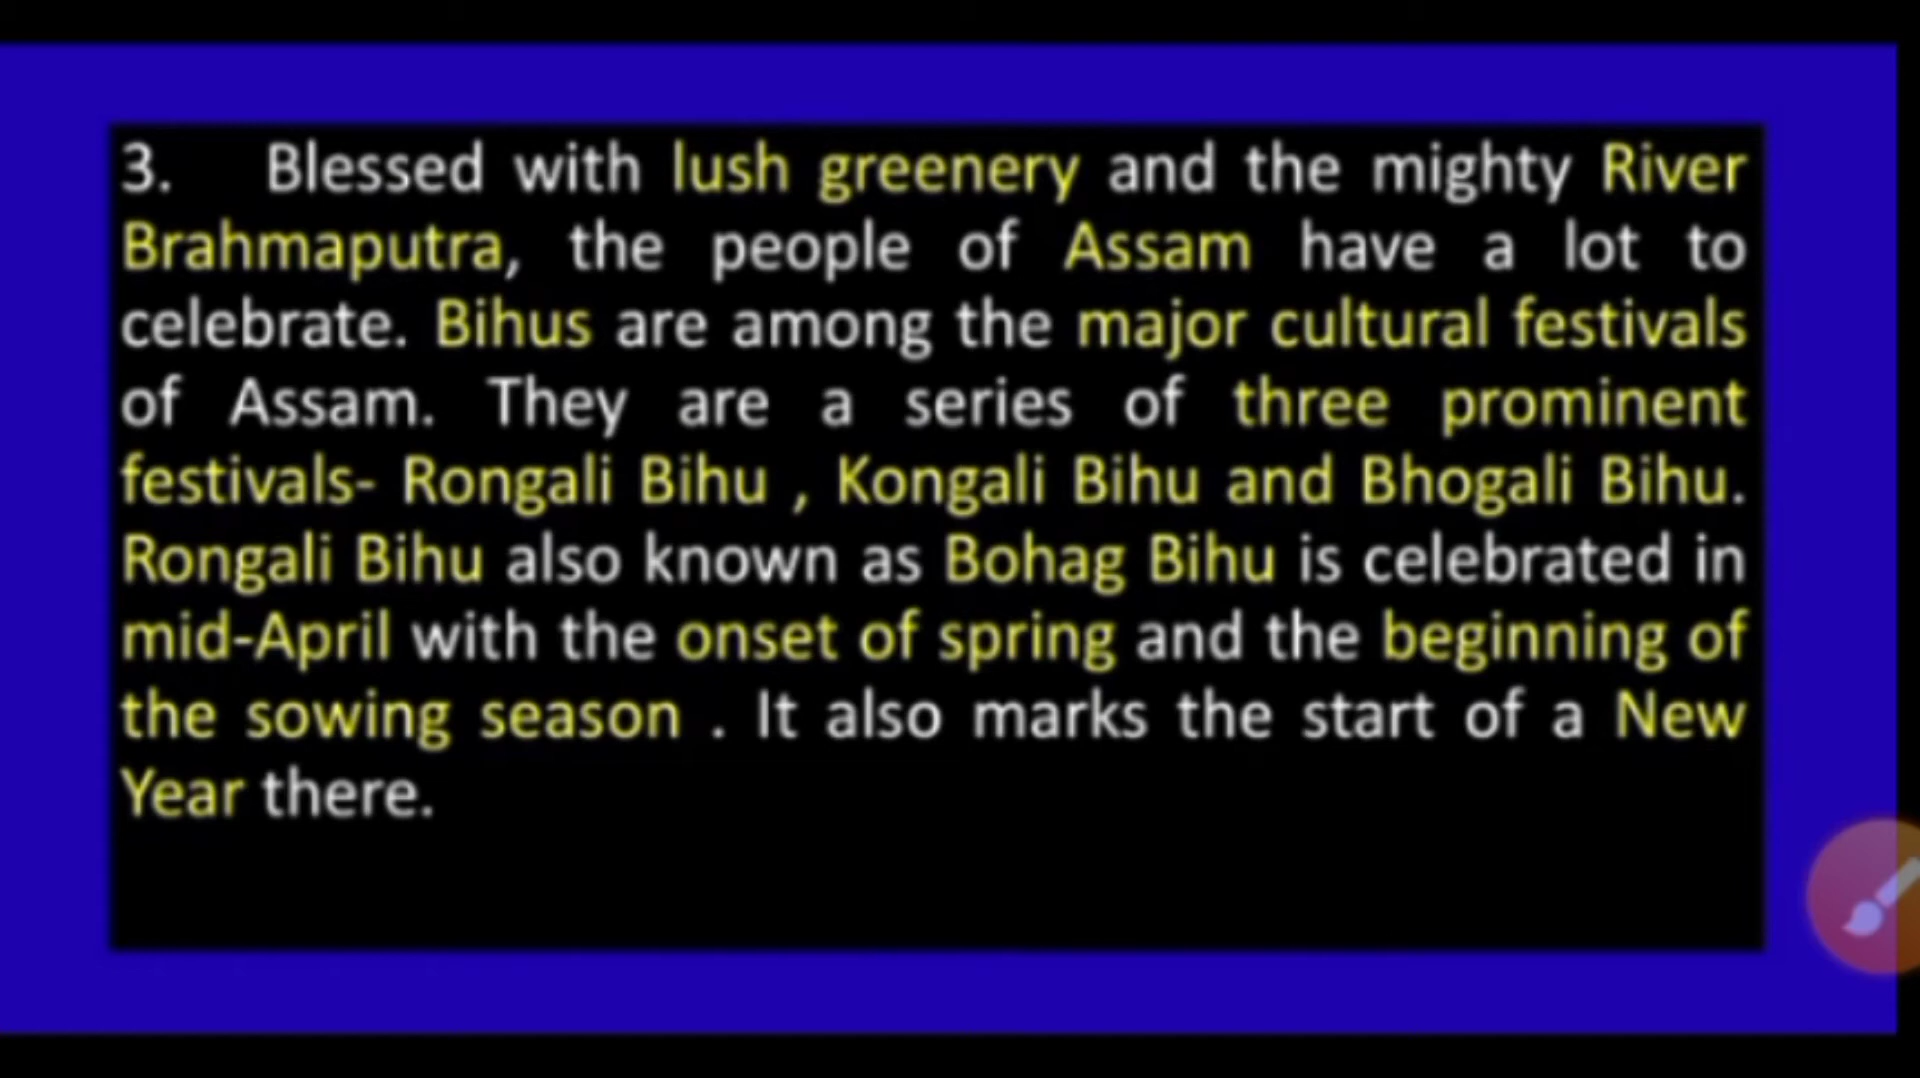 3. Blessed with lush greenery and the mighty River
Brahmaputra, the people of Assam have a lot to
celebrate. Bihus are among the major cultural festivals
of Assam. They are a series of three prominent
festivals- Rongali Bihu , Kongali Bihu and Bhogali Bihu.
Rongali Bihu also known as Bohag Bihu is celebrated in
mid-April with the onset of spring and the beginning of
the sowing season . It also marks the start of a New
Year there.